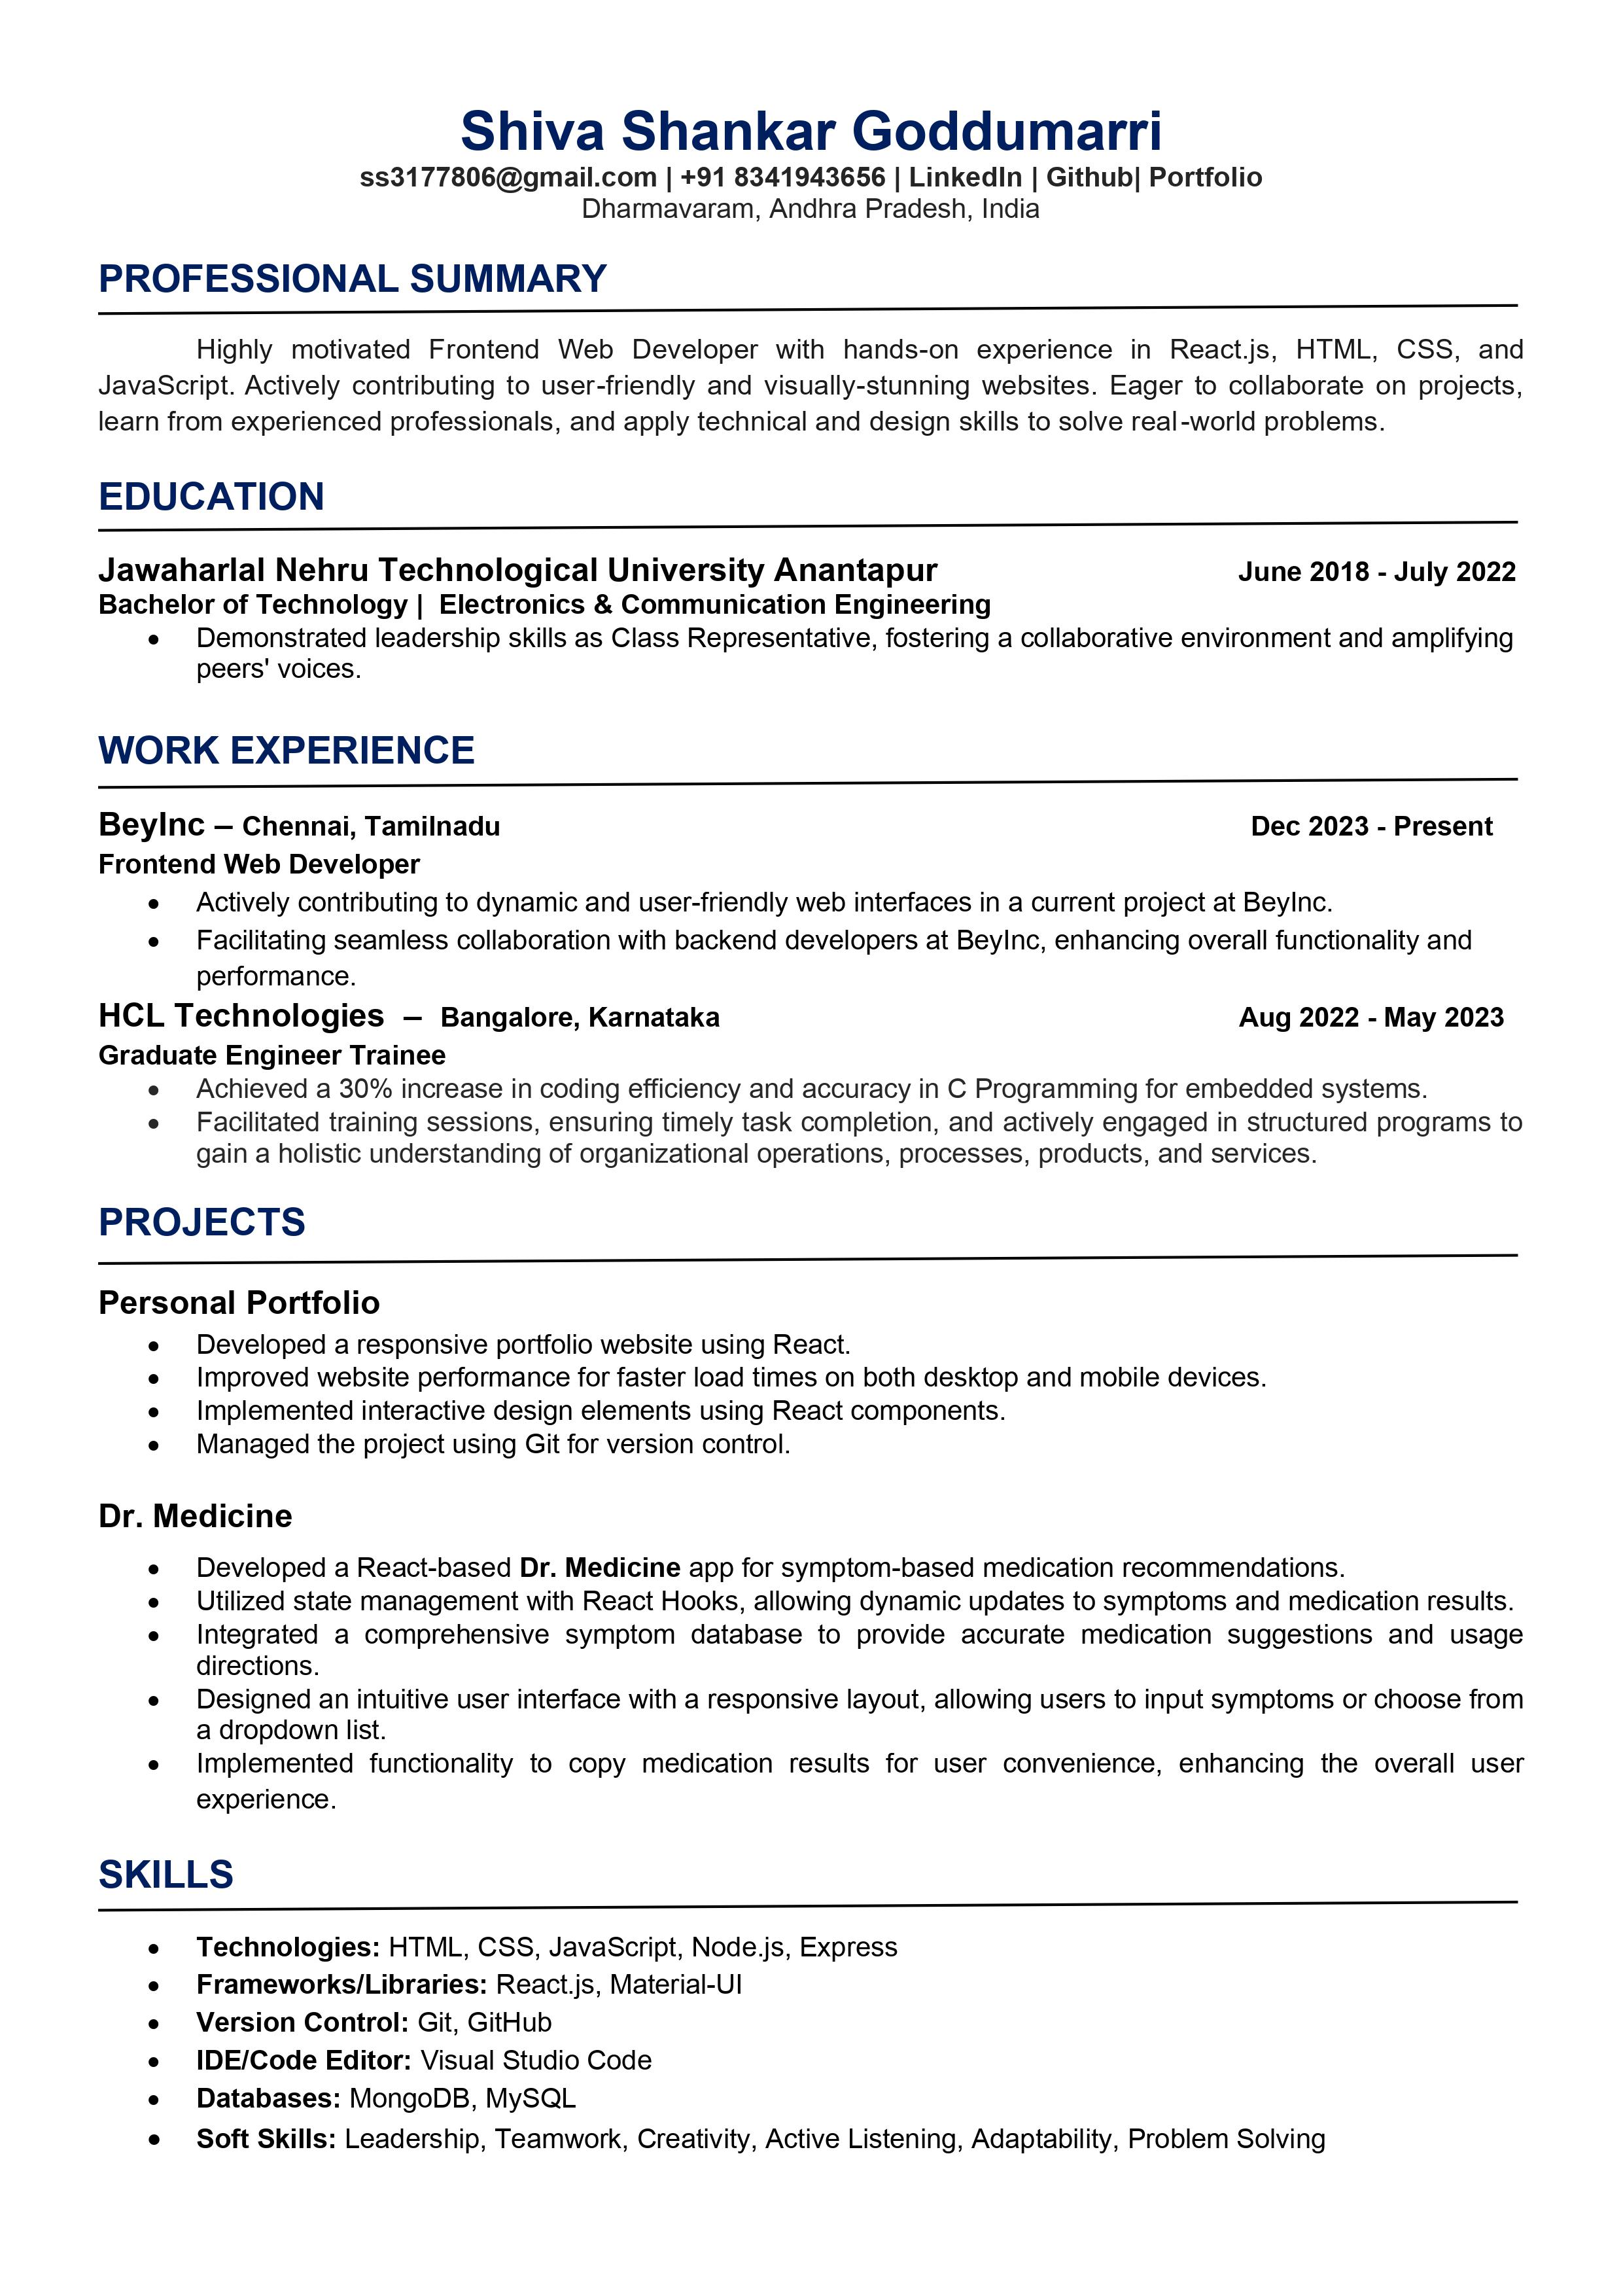 Shiva Shankar Goddumarri
ss3177806@gmail.com | +91 8341943656 | LinkedIn | Github| Portfolio
Dharmavaram, Andhra Pradesh, India
PROFESSIONAL SUMMARY
Highly motivated Frontend Web Developer with hands-on experience in React.js, HTML, CSS, and
JavaScript. Actively contributing to user-friendly and visually-stunning websites. Eager to collaborate on projects,
learn from experienced professionals, and apply technical and design skills to solve real-world problems.
EDUCATION
Jawaharlal Nehru Technological University Anantapur June 2018 - July 2022
Bachelor of Technology | Electronics & Communication Engineering
• Demonstrated leadership skills as Class Representative, fostering a collaborative environment and amplifying
peers' voices.
WORK EXPERIENCE
BeyInc – Chennai, Tamilnadu Dec 2023 - Present
Frontend Web Developer
• Actively contributing to dynamic and user-friendly web interfaces in a current project at BeyInc.
• Facilitating seamless collaboration with backend developers at BeyInc, enhancing overall functionality and
performance.
HCL Technologies – Bangalore, Karnataka Aug 2022 - May 2023
Graduate Engineer Trainee
• Achieved a 30% increase in coding efficiency and accuracy in C Programming for embedded systems.
• Facilitated training sessions, ensuring timely task completion, and actively engaged in structured programs to
gain a holistic understanding of organizational operations, processes, products, and services.
PROJECTS
Personal Portfolio
• Developed a responsive portfolio website using React.
• Improved website performance for faster load times on both desktop and mobile devices.
• Implemented interactive design elements using React components.
• Managed the project using Git for version control.
Dr. Medicine
• Developed a React-based Dr. Medicine app for symptom-based medication recommendations.
• Utilized state management with React Hooks, allowing dynamic updates to symptoms and medication results.
• Integrated a comprehensive symptom database to provide accurate medication suggestions and usage
directions.
• Designed an intuitive user interface with a responsive layout, allowing users to input symptoms or choose from
a dropdown list.
• Implemented functionality to copy medication results for user convenience, enhancing the overall user
experience.
SKILLS
• Technologies: HTML, CSS, JavaScript, Node.js, Express
• Frameworks/Libraries: React.js, Material-UI
• Version Control: Git, GitHub
• IDE/Code Editor: Visual Studio Code
• Databases: MongoDB, MySQL
• Soft Skills: Leadership, Teamwork, Creativity, Active Listening, Adaptability, Problem Solving